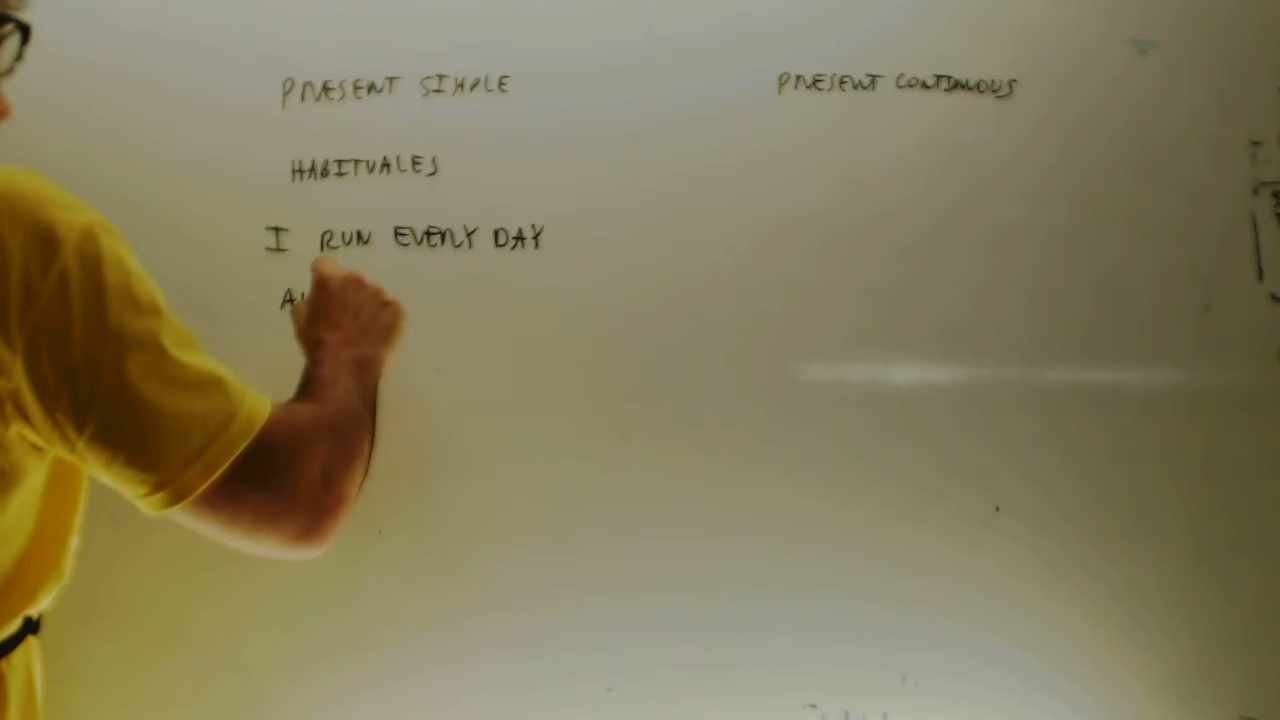 PRESENT SIMPLE
PRESENT CONTINUOUS
HABITUALES
I RUN EVERY DAY